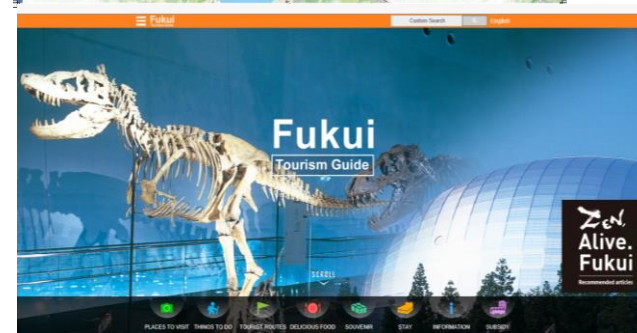 Fukui
Custom Search
English
Fukui
Tourism Guide
SCROLL
ZEN,
Alive.
Fukui
Recommended articles
PLACES TO VISIT
THINGS TO DO
TOURIST ROUTES
DELICIOUS FOOD
SOUVENIR
STAY
INFORMATION